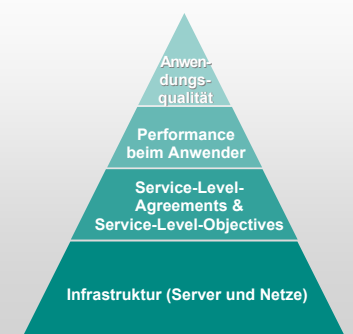 Anwen-
dungs-
qualität
Performance
beim Anwender
Service-Level-
Agreements &
Service-Level-Objectives
Infrastruktur (Server und Netze)